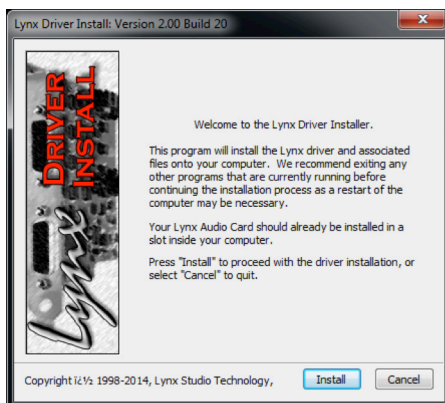 Lynx Driver Install: Version 2.00 Build 20
DRIVER
INSTALL
Lynx
Welcome to the Lynx Driver Installer.
This program will install the Lynx driver and associated
files onto your computer. We recommend exiting any
other programs that are currently running before
continuing the installation process as a restart of the
computer may be necessary.
Your Lynx Audio Card should already be installed in a
slot inside your computer.
Press "Install" to proceed with the driver installation, or
select "Cancel" to quit.
Copyright ï¿½ 1998-2014, Lynx Studio Technology,
Install
Cancel